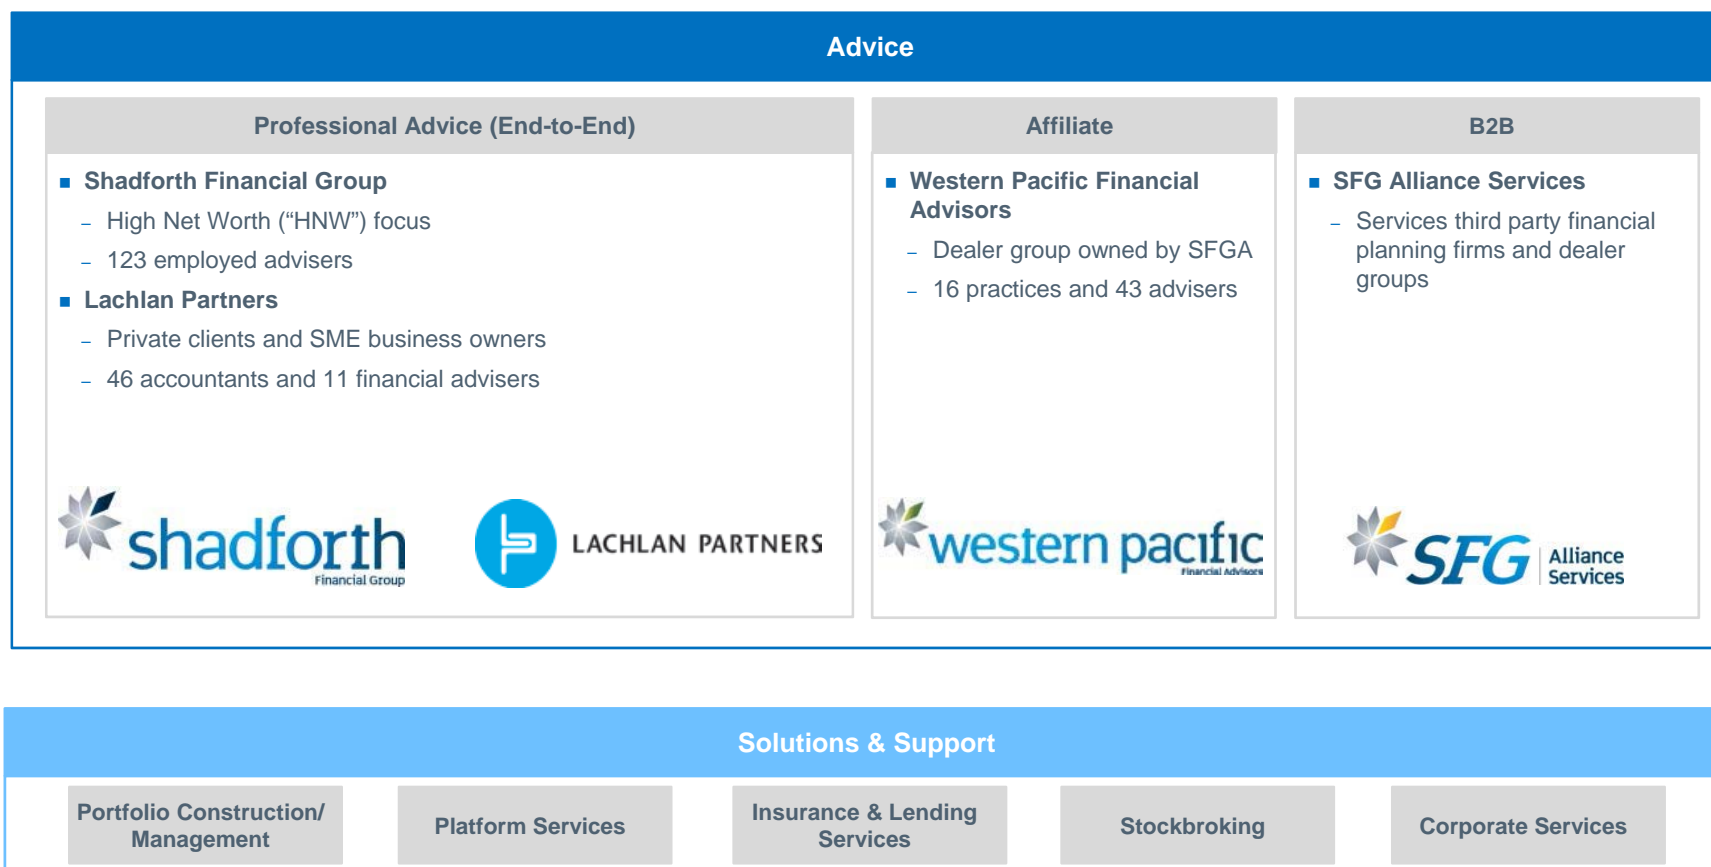 Advice
Professional Advice (End-to-End)
Shadforth Financial Group
– High Net Worth (“HNW”) focus
– 123 employed advisers
Lachlan Partners
– Private clients and SME business owners
– 46 accountants and 11 financial advisers
shadforth
Financial Group
LACHLAN PARTNERS
Affiliate
Western Pacific Financial
Advisors
– Dealer group owned by SFGA
– 16 practices and 43 advisers
western pacific
Financial Advisors
B2B
SFG Alliance Services
– Services third party financial
planning firms and dealer
groups
SFG
Alliance
Services
Solutions & Support
Portfolio Construction/
Management
Platform Services
Insurance & Lending
Services
Stockbroking
Corporate Services